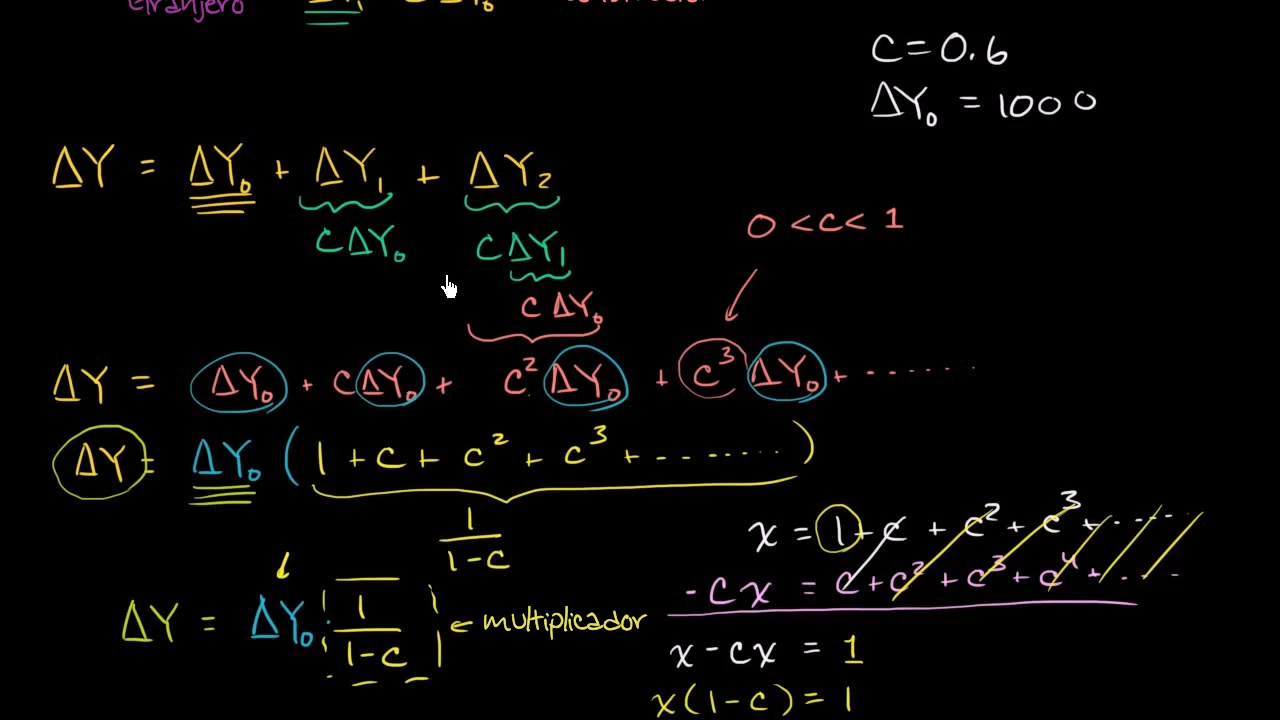 C = 0.6
ΔY₀ = 1000
ΔY = ΔY₀ + ΔY₁ + ΔY₂
CΔY₀ CΔY₁
0 < C < 1
CΔY₀
ΔY = ΔY₀ + CΔY₀ + C²ΔY₀ + C³ΔY₀ + .......
ΔY = ΔY₀ (1 + C + C² + C³ + ........)
1/(1-C)
x = 1 + C + C² + C³ + .....
-Cx = C + C² + C³ + C⁴ + ...
ΔY = ΔY₀ · 1/(1-C) ← multiplicador
x - Cx = 1
x(1-C) = 1